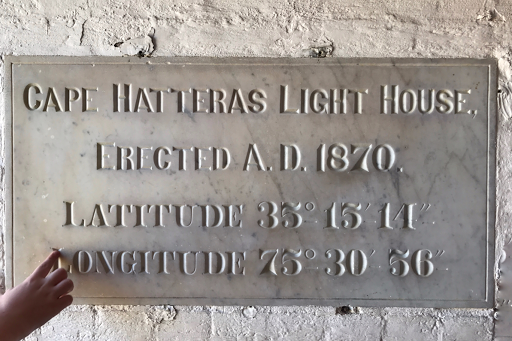 CAPE HATTERAS LIGHT HOUSE.
ERECTED A.D. 1870.
LATITUDE 35° 15′ 14″
LONGITUDE 75° 30′ 56″